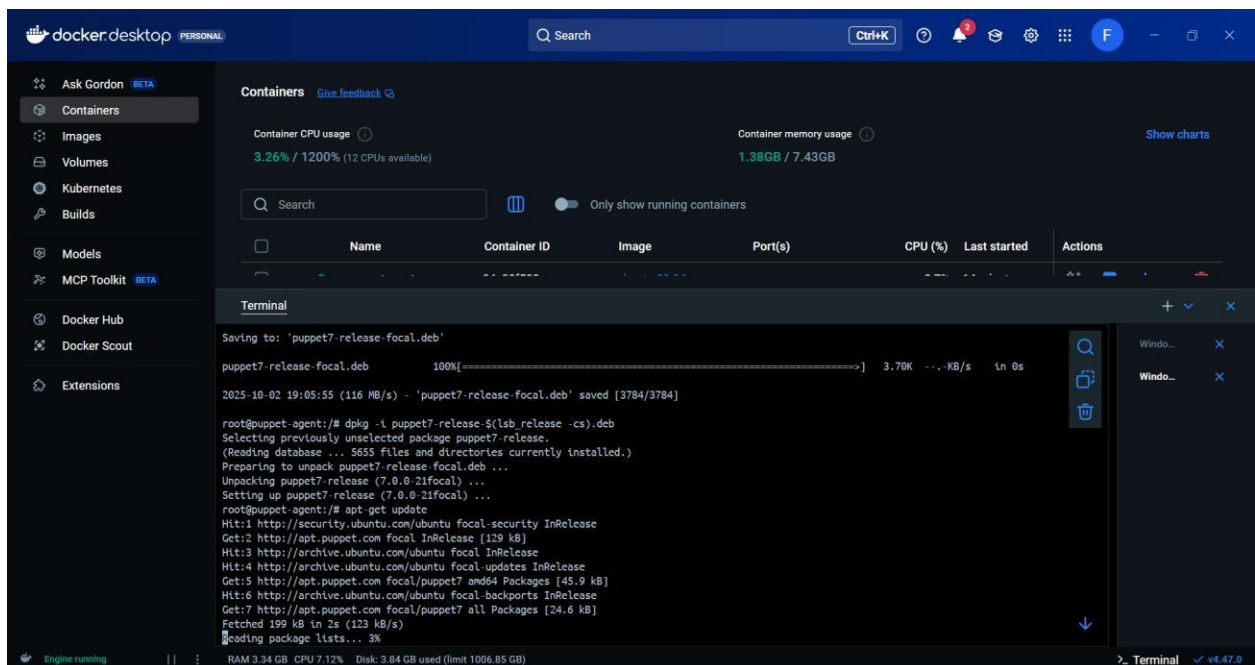 docker.desktop PERSONAL
Search
Ctrl+K
2
F
Ask Gordon BETA
Containers
Images
Volumes
Kubernetes
Builds
Models
MCP Toolkit BETA
Docker Hub
Docker Scout
Extensions
Containers Give feedback
Container CPU usage
3.26% / 1200% (12 CPUs available)
Container memory usage
1.38GB / 7.43GB
Show charts
Search
Only show running containers
Name Container ID Image Port(s) CPU (%) Last started Actions
Terminal
Saving to: 'puppet7-release-focal.deb'
puppet7-release-focal.deb 100%[===================================================================>] 3.70K --.-KB/s in 0s
2025-10-02 19:05:55 (116 MB/s) - 'puppet7-release-focal.deb' saved [3784/3784]
root@puppet-agent:/# dpkg -i puppet7-release-$(lsb_release -cs).deb
Selecting previously unselected package puppet7-release.
(Reading database ... 5655 files and directories currently installed.)
Preparing to unpack puppet7-release-focal.deb ...
Unpacking puppet7-release (7.0.0-21focal) ...
Setting up puppet7-release (7.0.0-21focal) ...
root@puppet-agent:/# apt-get update
Hit:1 http://security.ubuntu.com/ubuntu focal-security InRelease
Get:2 http://apt.puppet.com focal InRelease [129 kB]
Hit:3 http://archive.ubuntu.com/ubuntu focal InRelease
Hit:4 http://archive.ubuntu.com/ubuntu focal-updates InRelease
Get:5 http://apt.puppet.com focal/puppet7 amd64 Packages [45.9 kB]
Hit:6 http://archive.ubuntu.com/ubuntu focal-backports InRelease
Get:7 http://apt.puppet.com focal/puppet7 all Packages [24.6 kB]
Fetched 199 kB in 2s (123 kB/s)
Reading package lists... 3%
Windo...
Windo...
Engine running
RAM 3.34 GB CPU 7.12% Disk: 3.84 GB used (limit 1006.85 GB)
>_ Terminal
v4.47.0